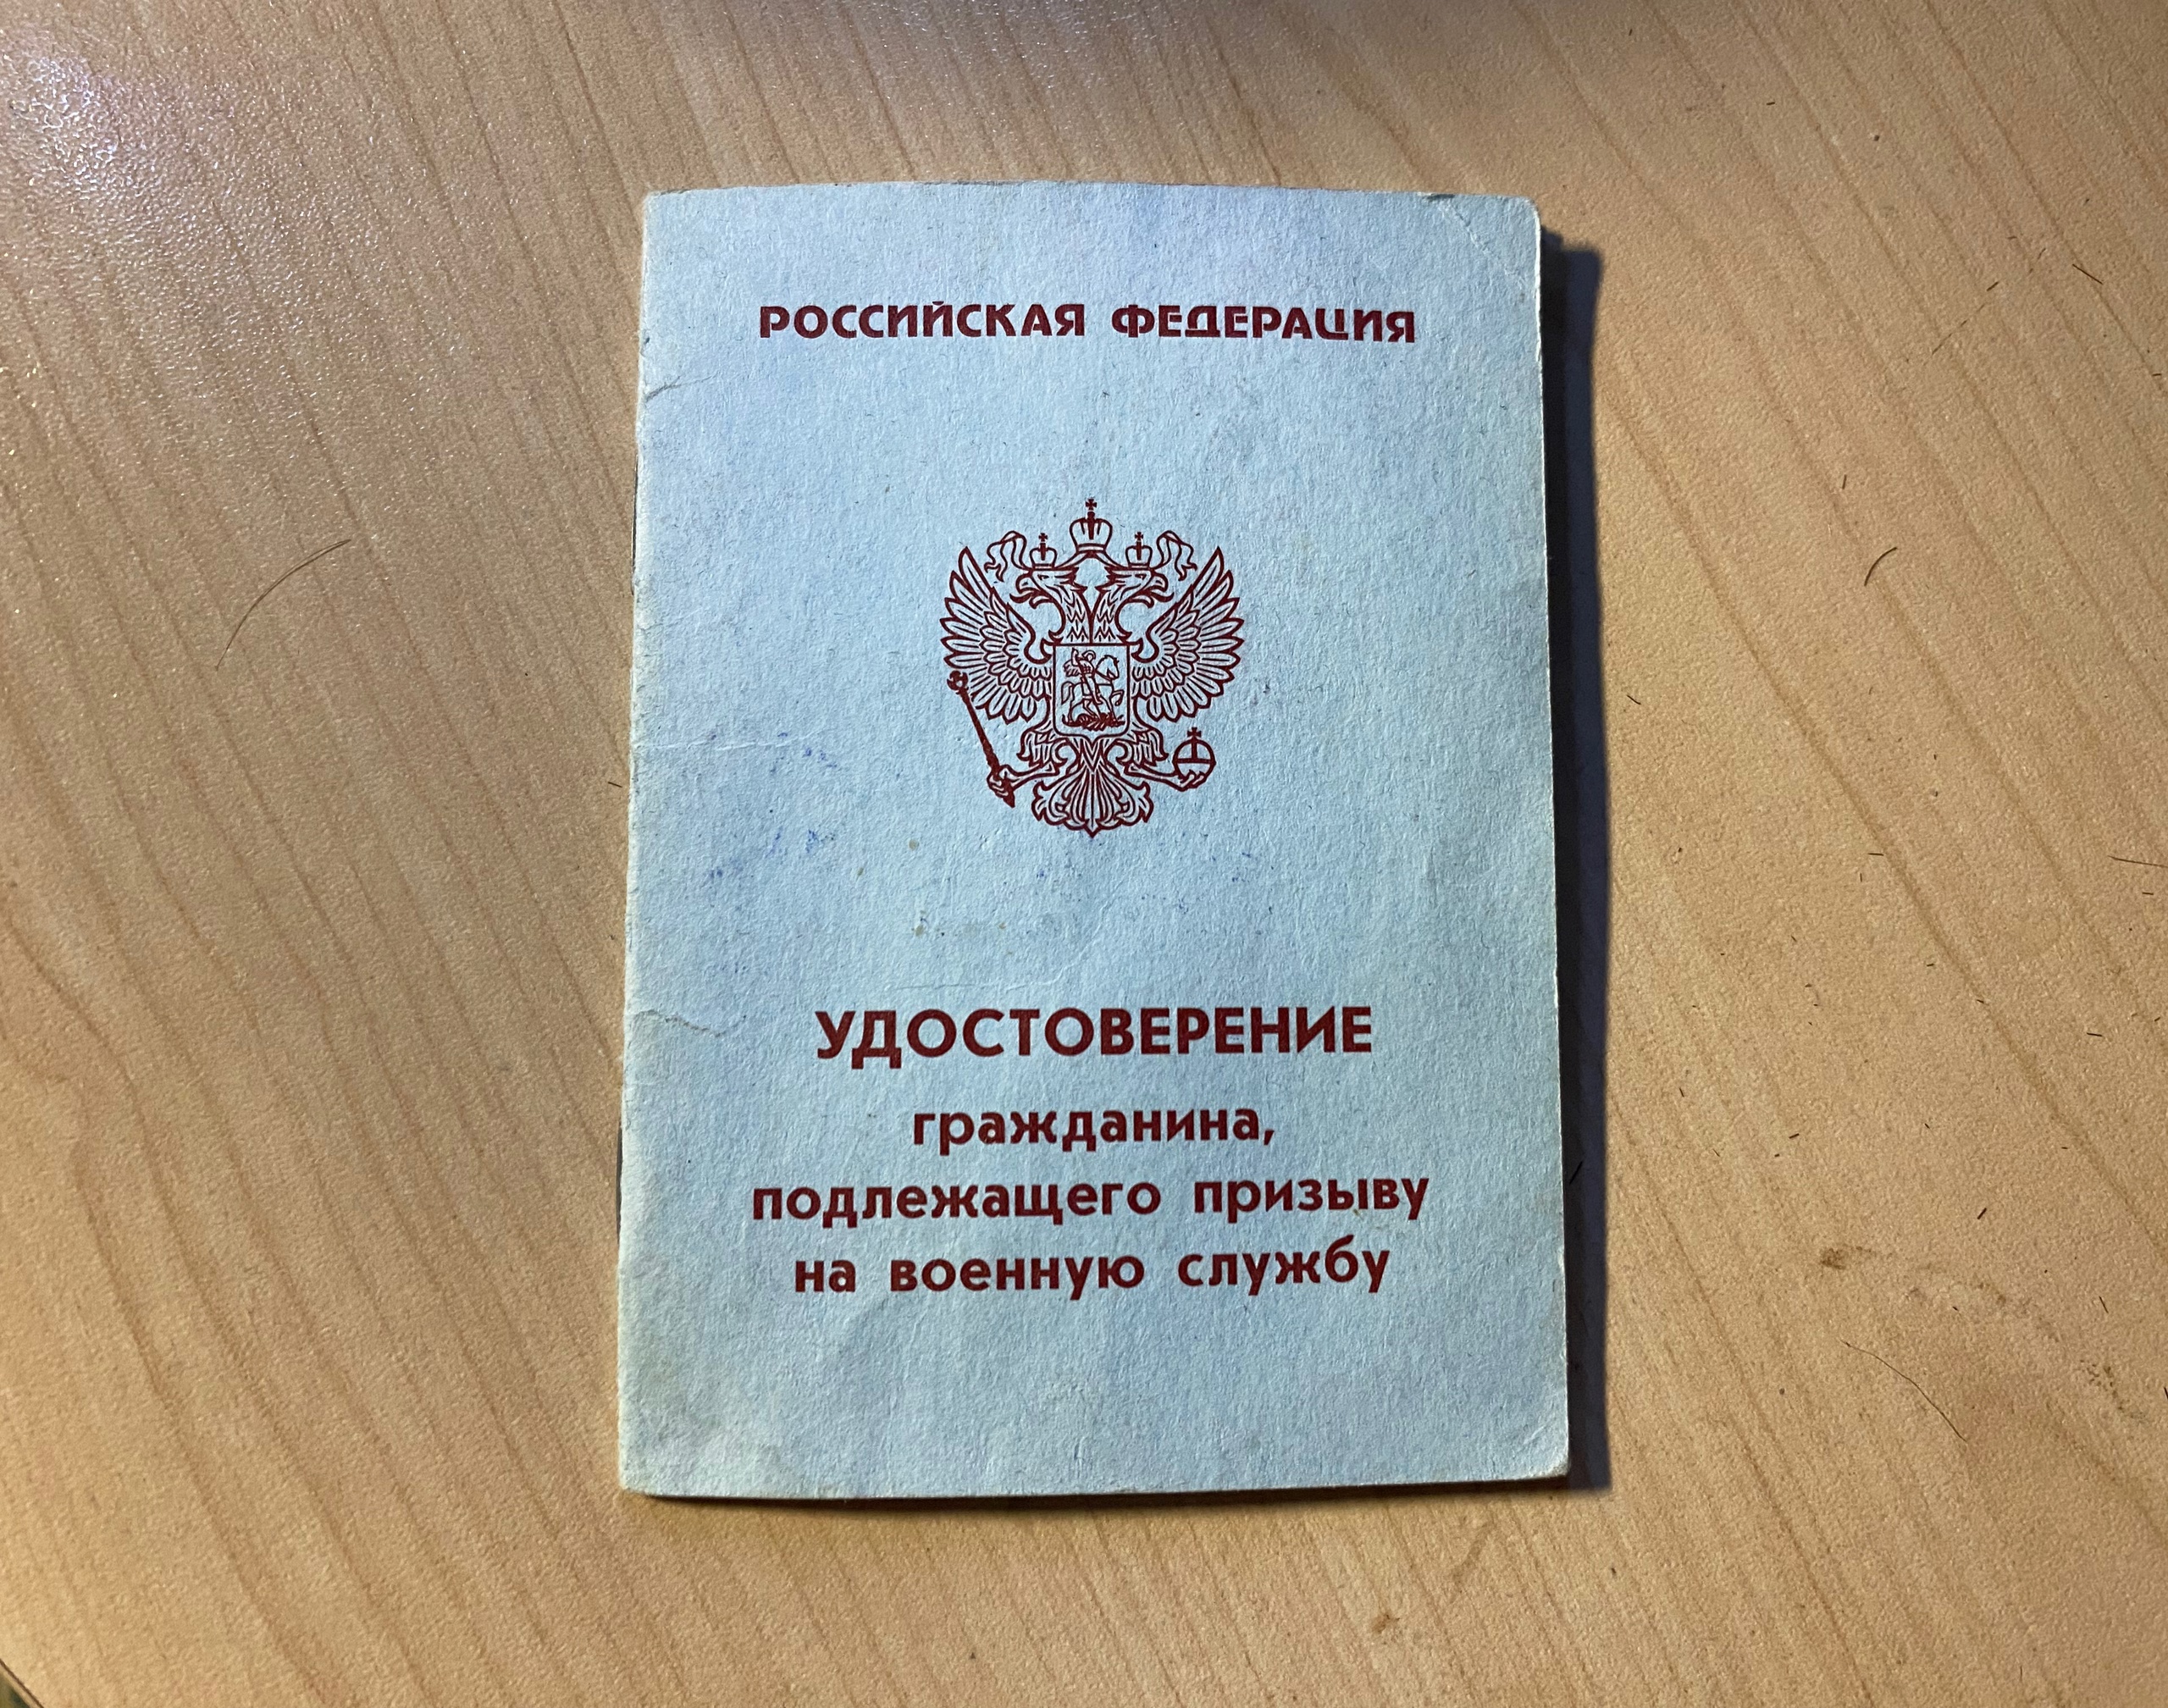 РОССИЙСКАЯ ФЕДЕРАЦИЯ
УДОСТОВЕРЕНИЕ
гражданина,
подлежащего призыву
на военную службу